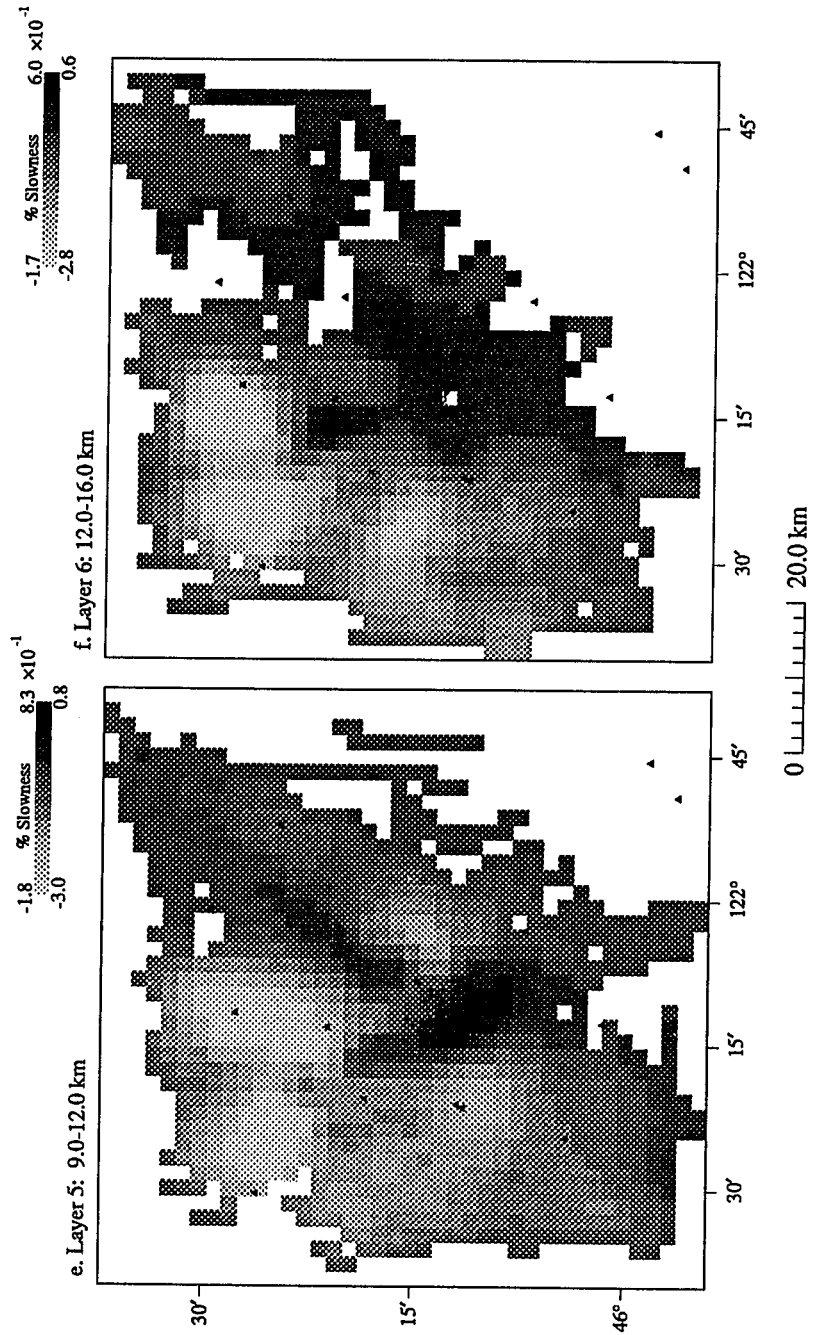 -1.8 % Slowness 8.3 ×10⁻¹
-3.0 0.8
e. Layer 5: 9.0-12.0 km
30′
15′
46°
30′ 15′ 122° 45′
-1.7 % Slowness 6.0 ×10⁻¹
-2.8 0.6
f. Layer 6: 12.0-16.0 km
30′ 15′ 122° 45′
0 20.0 km